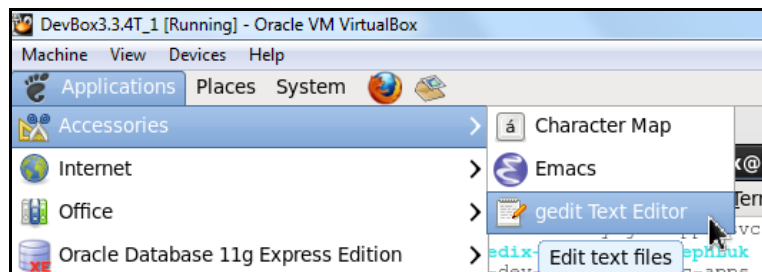 DevBox3.3.4T_1 [Running] - Oracle VM VirtualBox
Machine View Devices Help
Applications Places System
Accessories
Internet
Office
Oracle Database 11g Express Edition
XE
á Character Map
Emacs
gedit Text Editor
Edit text files